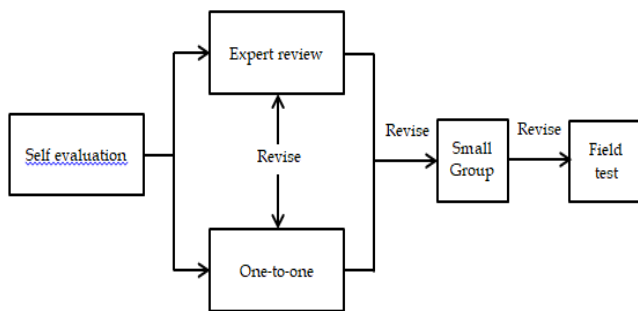 Expert review
Self evaluation
Revise
One-to-one
Revise
Small
Group
Revise
Field
test